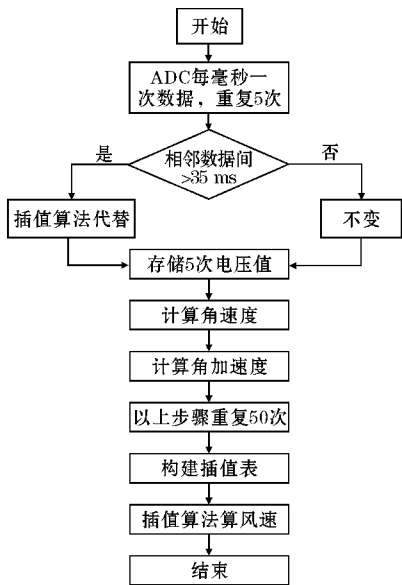 开始
ADC每毫秒一
次数据，重复5次
是
相邻数据间
>35 ms
否
插值算法代替
不变
存储5次电压值
计算角速度
计算角加速度
以上步骤重复50次
构建插值表
插值算法算风速
结束